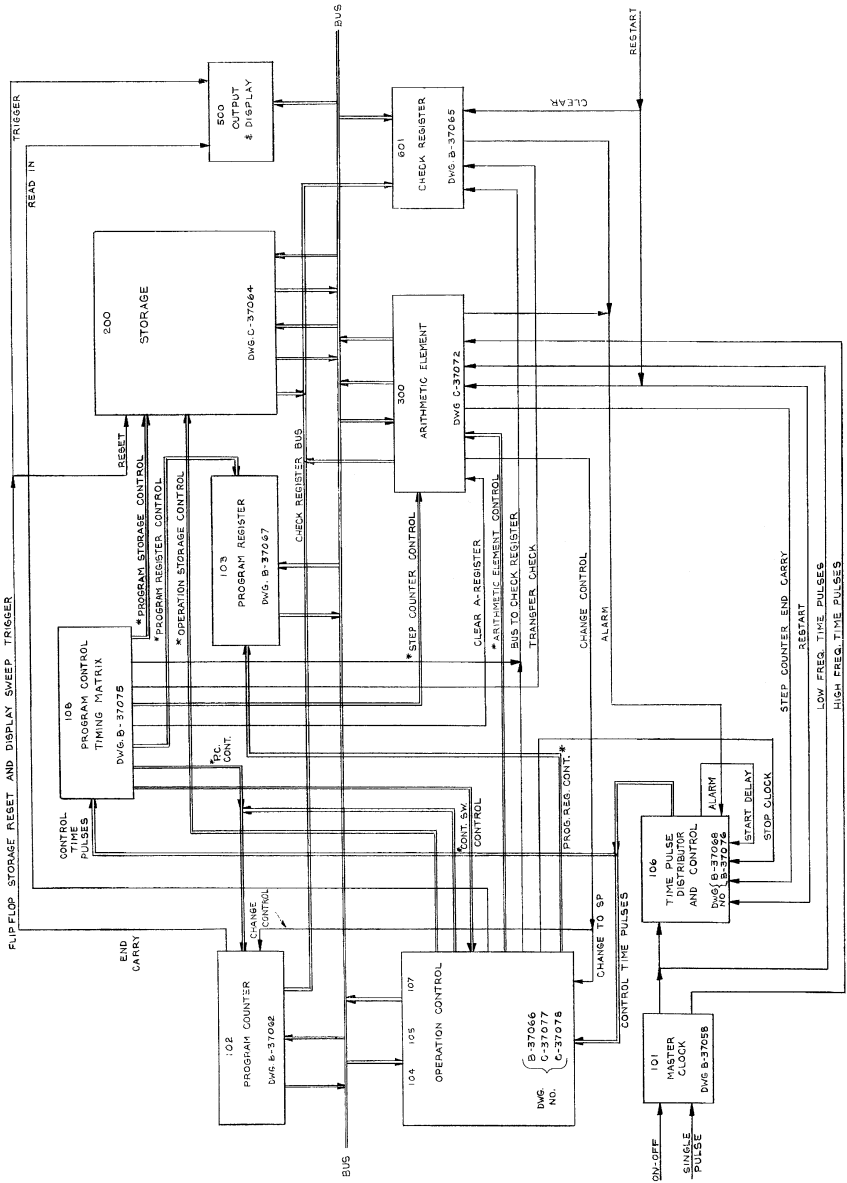 FLIP FLOP STORAGE RESET AND DISPLAY SWEEP TRIGGER
TRIGGER
READ IN
RESET
END
CARRY
CONTROL
TIME
PULSES
108
PROGRAM CONTROL
TIMING MATRIX
DWG. B-37075
*PROGRAM STORAGE CONTROL
*PROGRAM REGISTER CONTROL
*OPERATION STORAGE CONTROL
200
STORAGE
DWG. C-37064
500
OUTPUT
& DISPLAY
102
PROGRAM COUNTER
DWG. B-37062
CHANGE
CONTROL
*P.C.
CONT.
103
PROGRAM REGISTER
DWG. B-37067
CHECK REGISTER BUS
BUS
BUS
104 105 107
OPERATION CONTROL
DWG.
NO.
B-37066
C-37077
C-37078
*CONT. SW.
CONTROL
PROG. REG. CONT.*
*STEP COUNTER CONTROL
CLEAR A-REGISTER
*ARITHMETIC ELEMENT CONTROL
BUS TO CHECK REGISTER
TRANSFER CHECK
300
ARITHMETIC ELEMENT
DWG C-37072
601
CHECK REGISTER
DWG. B-37065
CLEAR
RESTART
CHANGE CONTROL
ALARM
CHANGE TO SP
CONTROL TIME PULSES
ON-OFF
SINGLE
PULSE
101
MASTER
CLOCK
DWG B-37058
106
TIME PULSE
DISTRIBUTOR
AND CONTROL
DWG
NO
B-37068
B-37076
ALARM
START DELAY
STOP CLOCK
STEP COUNTER END CARRY
RESTART
LOW FREQ. TIME PULSES
HIGH FREQ. TIME PULSES